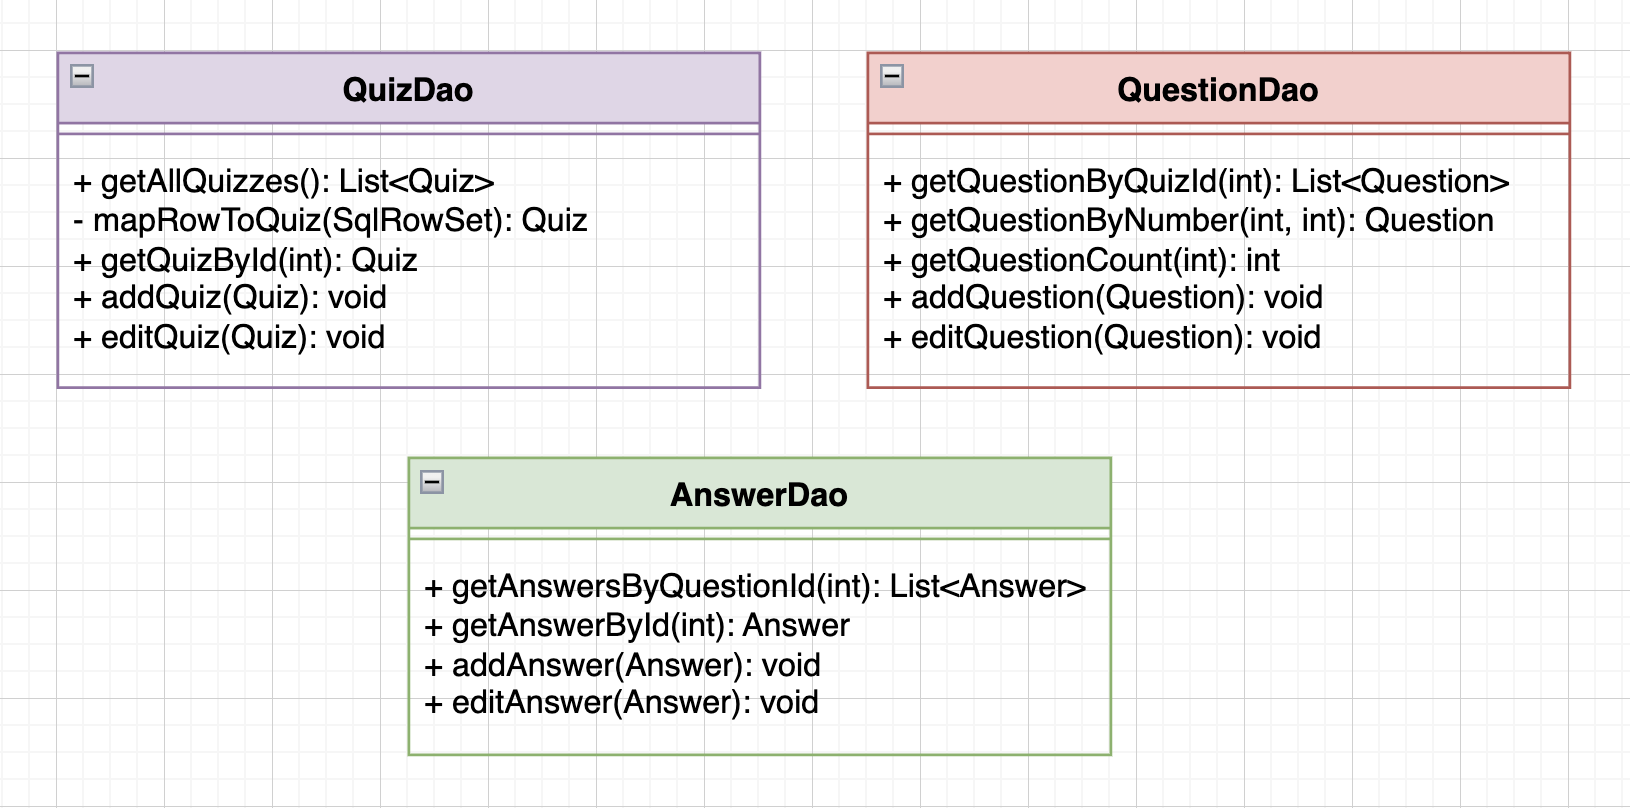 QuizDao
+ getAllQuizzes(): List<Quiz>
- mapRowToQuiz(SqlRowSet): Quiz
+ getQuizById(int): Quiz
+ addQuiz(Quiz): void
+ editQuiz(Quiz): void
QuestionDao
+ getQuestionByQuizId(int): List<Question>
+ getQuestionByNumber(int, int): Question
+ getQuestionCount(int): int
+ addQuestion(Question): void
+ editQuestion(Question): void
AnswerDao
+ getAnswersByQuestionId(int): List<Answer>
+ getAnswerById(int): Answer
+ addAnswer(Answer): void
+ editAnswer(Answer): void